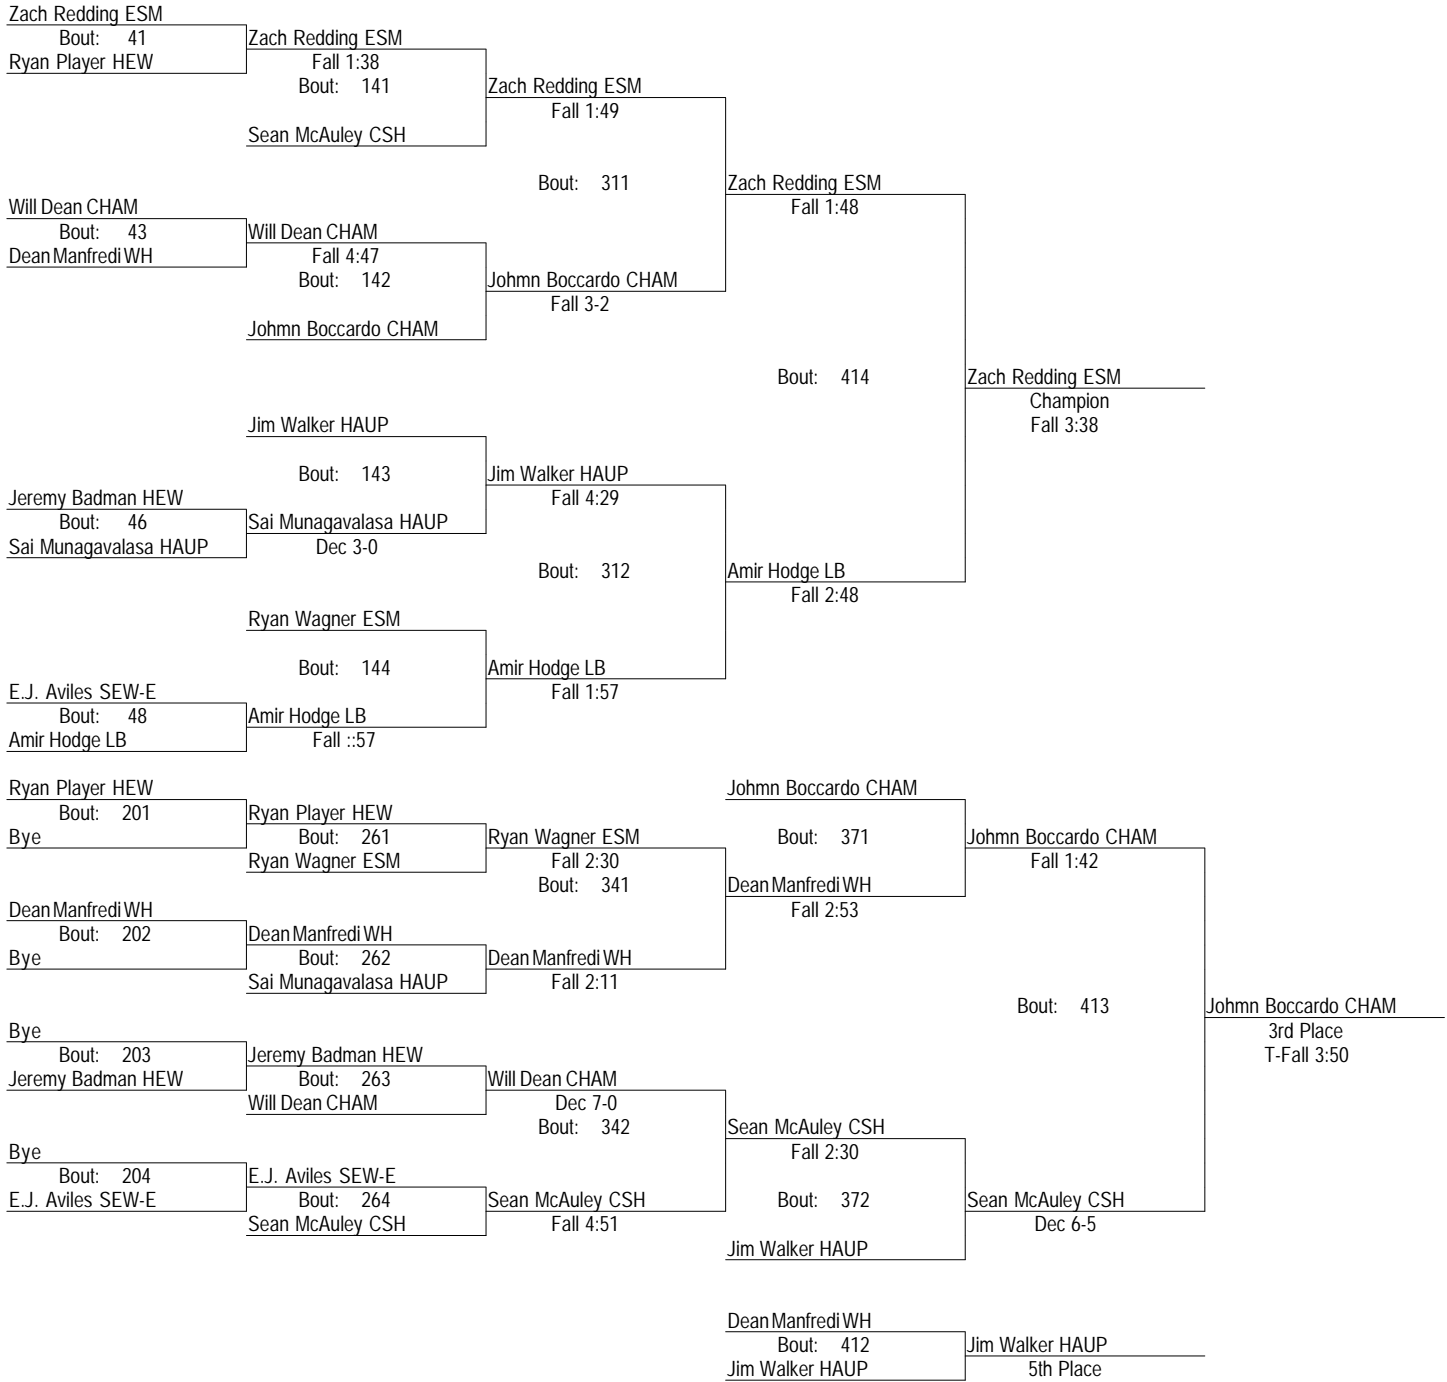 Zach Redding ESM
Bout: 41
Ryan Player HEW
Zach Redding ESM
Fall 1:38
Bout: 141
Sean McAuley CSH
Zach Redding ESM
Fall 1:49
Bout: 311
Will Dean CHAM
Bout: 43
Dean Manfredi WH
Will Dean CHAM
Fall 4:47
Bout: 142
Johmn Boccardo CHAM
Johmn Boccardo CHAM
Fall 3-2
Zach Redding ESM
Fall 1:48
Bout: 414
Zach Redding ESM
Champion
Fall 3:38
Jim Walker HAUP
Bout: 143
Jeremy Badman HEW
Bout: 46
Sai Munagavalasa HAUP
Sai Munagavalasa HAUP
Dec 3-0
Jim Walker HAUP
Fall 4:29
Bout: 312
Amir Hodge LB
Fall 2:48
Ryan Wagner ESM
Bout: 144
E.J. Aviles SEW-E
Bout: 48
Amir Hodge LB
Amir Hodge LB
Fall ::57
Amir Hodge LB
Fall 1:57
Ryan Player HEW
Bout: 201
Bye
Ryan Player HEW
Bout: 261
Ryan Wagner ESM
Ryan Wagner ESM
Fall 2:30
Bout: 341
Dean Manfredi WH
Bout: 202
Bye
Dean Manfredi WH
Bout: 262
Sai Munagavalasa HAUP
Dean Manfredi WH
Fall 2:11
Johmn Boccardo CHAM
Bout: 371
Dean Manfredi WH
Fall 2:53
Johmn Boccardo CHAM
Fall 1:42
Bout: 413
Johmn Boccardo CHAM
3rd Place
T-Fall 3:50
Bye
Bout: 203
Jeremy Badman HEW
Jeremy Badman HEW
Bout: 263
Will Dean CHAM
Will Dean CHAM
Dec 7-0
Bout: 342
Bye
Bout: 204
E.J. Aviles SEW-E
E.J. Aviles SEW-E
Bout: 264
Sean McAuley CSH
Sean McAuley CSH
Fall 4:51
Sean McAuley CSH
Fall 2:30
Bout: 372
Jim Walker HAUP
Sean McAuley CSH
Dec 6-5
Dean Manfredi WH
Bout: 412
Jim Walker HAUP
Jim Walker HAUP
5th Place